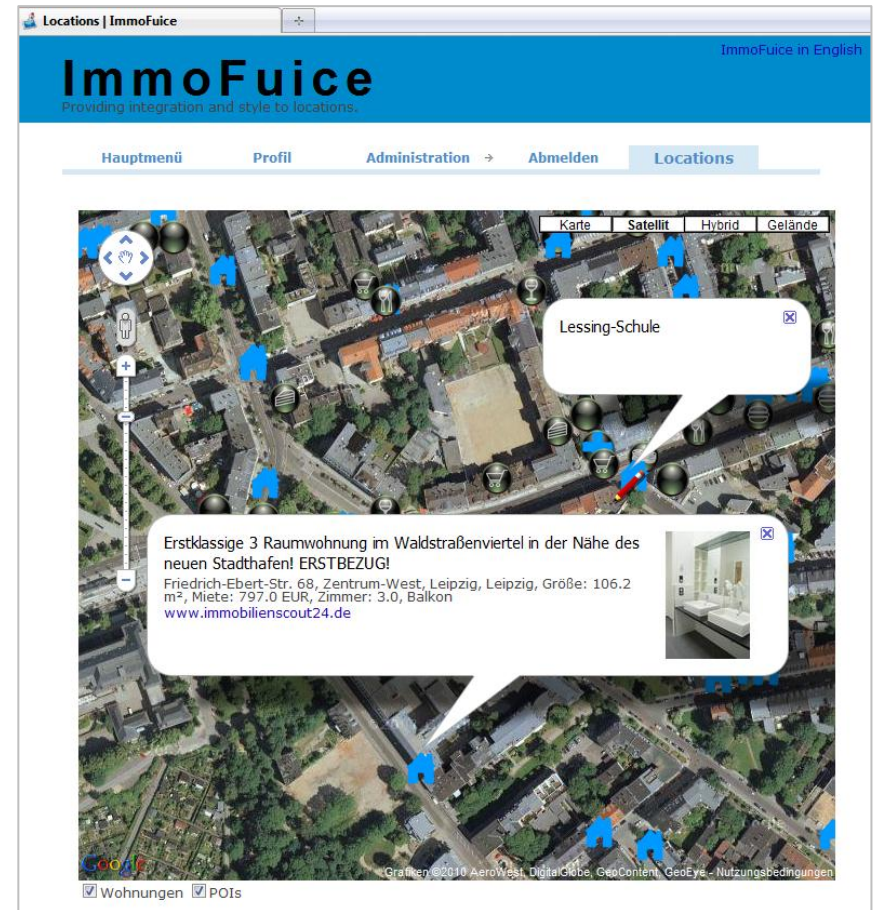 Locations | ImmoFuice
ImmoFuice in English
ImmoFuice
Providing integration and style to locations.
Hauptmenü Profil Administration → Abmelden Locations
Karte Satellit Hybrid Gelände
Lessing-Schule
Erstklassige 3 Raumwohnung im Waldstraßenviertel in der Nähe des
neuen Stadthafen! ERSTBEZUG!
Friedrich-Ebert-Str. 68, Zentrum-West, Leipzig, Leipzig, Größe: 106.2
m², Miete: 797.0 EUR, Zimmer: 3.0, Balkon
www.immobilienscout24.de
Google
Grafiken ©2010 AeroWest, DigitalGlobe, GeoContent, GeoEye - Nutzungsbedingungen
Wohnungen POIs